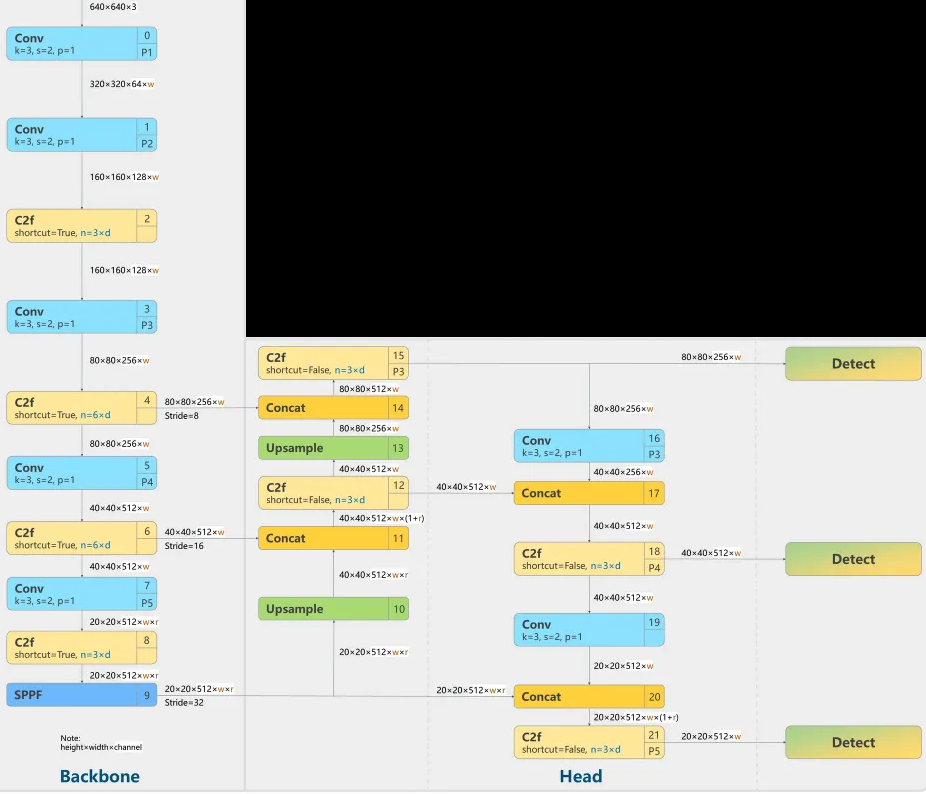 640×640×3
Conv
k=3, s=2, p=1
0
P1
320×320×64×w
Conv
k=3, s=2, p=1
1
P2
160×160×128×w
C2f
shortcut=True, n=3×d
2
160×160×128×w
Conv
k=3, s=2, p=1
3
P3
80×80×256×w
C2f
shortcut=True, n=6×d
4
80×80×256×w
Stride=8
80×80×256×w
Conv
k=3, s=2, p=1
5
P4
40×40×512×w
C2f
shortcut=True, n=6×d
6
40×40×512×w
Stride=16
40×40×512×w
Conv
k=3, s=2, p=1
7
P5
20×20×512×w×r
C2f
shortcut=True, n=3×d
8
20×20×512×w×r
SPPF
9
20×20×512×w×r
Stride=32
Note:
height×width×channel
Backbone
C2f
shortcut=False, n=3×d
15
P3
80×80×512×w
Concat
14
80×80×256×w
Upsample
13
40×40×512×w
C2f
shortcut=False, n=3×d
12
40×40×512×w
40×40×512×w×(1+r)
Concat
11
40×40×512×w×r
Upsample
10
20×20×512×w×r
20×20×512×w×r
80×80×256×w
Detect
80×80×256×w
Conv
k=3, s=2, p=1
16
P3
40×40×256×w
Concat
17
40×40×512×w
C2f
shortcut=False, n=3×d
18
P4
40×40×512×w
Detect
40×40×512×w
Conv
k=3, s=2, p=1
19
20×20×512×w
Concat
20
20×20×512×w×(1+r)
C2f
shortcut=False, n=3×d
21
P5
20×20×512×w
Detect
Head